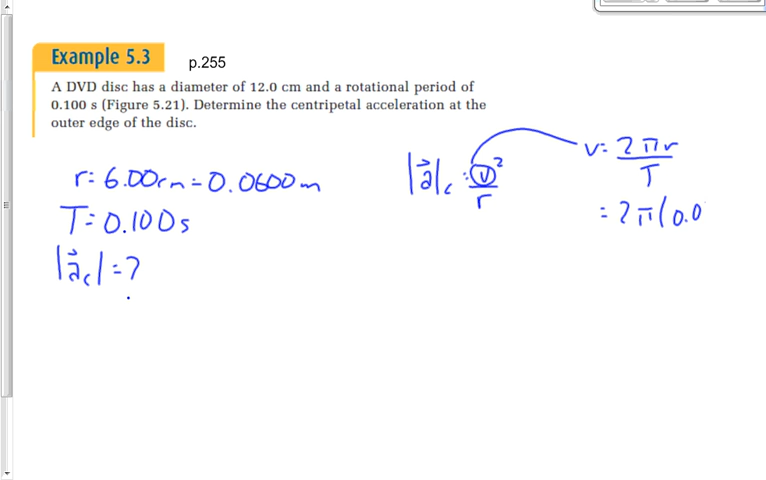 Example 5.3
p.255
A DVD disc has a diameter of 12.0 cm and a rotational period of
0.100 s (Figure 5.21). Determine the centripetal acceleration at the
outer edge of the disc.
r = 6.00cm = 0.0600m
T = 0.100s
|a⃗c| = ?
|a⃗|c = v²/r
v = 2πr/T
= 2π(0.0